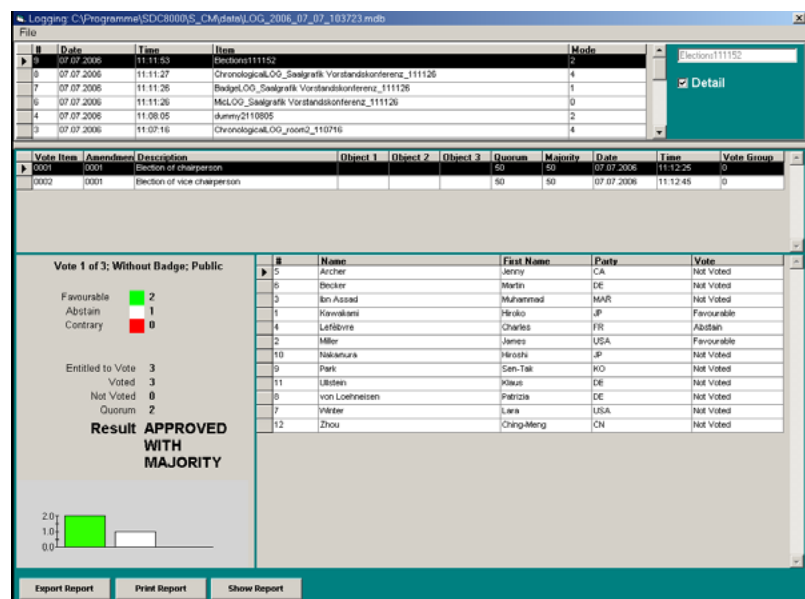 Logging: C:\Programme\SDC8000\S_CM\data\LOG_2006_07_07_103723.mdb
File
# Date Time Item Mode
9 07.07.2006 11:11:53 Elections111152 2
8 07.07.2006 11:11:27 ChronologicalLOG_Saalgrafik Vorstandskonferenz_111126 4
7 07.07.2006 11:11:26 BadgeLOG_Saalgrafik Vorstandskonferenz_111126 1
6 07.07.2006 11:11:26 MicLOG_Saalgrafik Vorstandskonferenz_111126 0
4 07.07.2006 11:08:05 dummy2110805 2
3 07.07.2006 11:07:16 ChronologicalLOG_room2_110716 4
Elections111152
Detail
Vote Item Amendmen Description Object 1 Object 2 Object 3 Quorum Majority Date Time Vote Group
0001 0001 Election of chairperson 50 50 07.07.2006 11:12:25 0
0002 0001 Election of vice chairperson 50 50 07.07.2006 11:12:45 0
Vote 1 of 3; Without Badge; Public
Favourable 2
Abstain 1
Contrary 0
Entitled to Vote 3
Voted 3
Not Voted 0
Quorum 2
Result APPROVED
WITH
MAJORITY
2.0
1.0
0.0
# Name First Name Party Vote
5 Archer Jenny CA Not Voted
6 Becker Martin DE Not Voted
3 Ibn Assad Muhammad MAR Not Voted
1 Kawakami Hiroko JP Favourable
4 Lefèbvre Charles FR Abstain
2 Miller James USA Favourable
10 Nakamura Hiroshi JP Not Voted
9 Park Sen-Tak KO Not Voted
11 Ullstein Klaus DE Not Voted
8 von Loehneisen Patrizia DE Not Voted
7 Winter Lara USA Not Voted
12 Zhou Ching-Meng CN Not Voted
Export Report Print Report Show Report